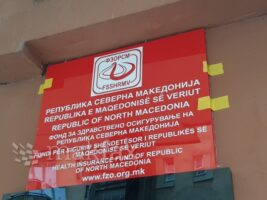 ФЗОРСМ
FSSHRMV
РЕПУБЛИКА СЕВЕРНА МАКЕДОНИЈА
REPUBLIKA E MAQEDONISË SË VERIUT
REPUBLIC OF NORTH MACEDONIA
ФОНД ЗА ЗДРАВСТВЕНО ОСИГУРУВАЊЕ НА
РЕПУБЛИКА СЕВЕРНА МАКЕДОНИЈА
FONDI PËR SIGURIM SHËNDETËSOR I REPUBLIKËS SË
MAQEDONISË SË VERIUT
HEALTH INSURANCE FUND OF REPUBLIC
OF NORTH MACEDONIA
www.fzo.org.mk